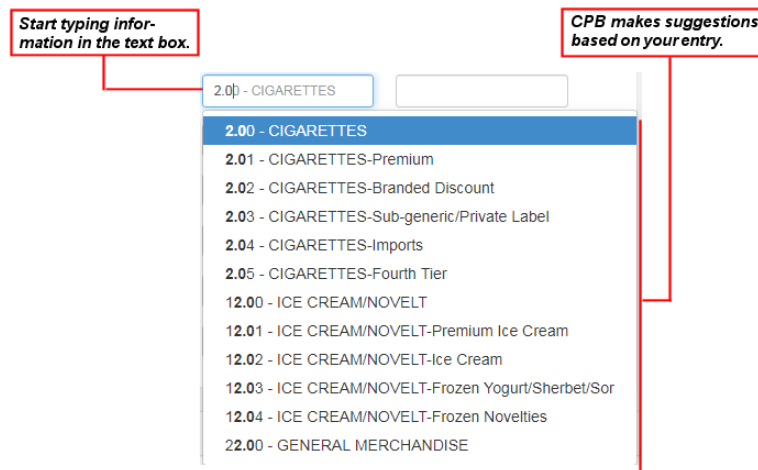 Start typing infor-
mation in the text box.
CPB makes suggestions
based on your entry.
2.00 - CIGARETTES
2.00 - CIGARETTES
2.01 - CIGARETTES-Premium
2.02 - CIGARETTES-Branded Discount
2.03 - CIGARETTES-Sub-generic/Private Label
2.04 - CIGARETTES-Imports
2.05 - CIGARETTES-Fourth Tier
12.00 - ICE CREAM/NOVELT
12.01 - ICE CREAM/NOVELT-Premium Ice Cream
12.02 - ICE CREAM/NOVELT-Ice Cream
12.03 - ICE CREAM/NOVELT-Frozen Yogurt/Sherbet/Sor
12.04 - ICE CREAM/NOVELT-Frozen Novelties
22.00 - GENERAL MERCHANDISE